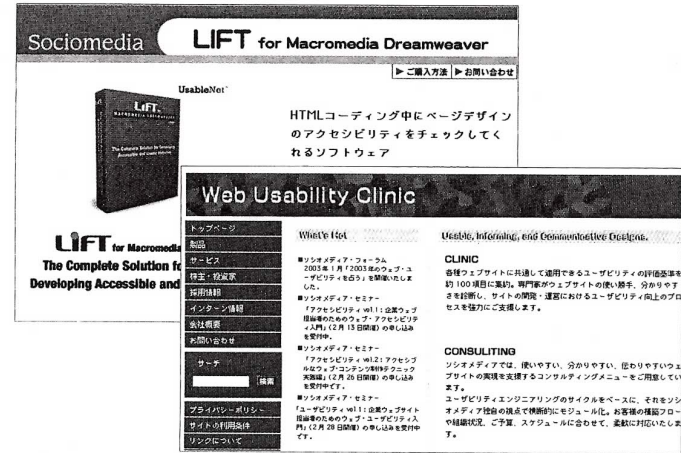 Sociomedia
LIFT for Macromedia Dreamweaver
▶ ご購入方法 ▶ お問い合わせ
UsableNet
LIFT
HTMLコーディング中にページデザイン
のアクセシビリティをチェックしてく
れるソフトウェア
LIFT for Macromedia
The Complete Solution
Developing Accessible and
Web Usability Clinic
トップページ
製品
サービス
株主・投資家
採用情報
インターン情報
会社概要
お問い合わせ
サーチ
検索
プライバシーポリシー
サイトの利用条件
リンクについて
What's Hot
■ソシオメディア・フォーラム
2003年1月「2003年のウェブ・ユ
ーザビリティを占う」を開催いたしま
した。
■ソシオメディア・セミナー
「アクセシビリティ vol.1：企業ウェブ
担当者のためのウェブ・アクセシビリテ
ィ入門」(2月13日開催) の申し込み
を受付中。
■ソシオメディア・セミナー
「アクセシビリティ vol.2：アクセシブ
ルなウェブ・コンテンツ制作テクニック
実践編」(2月26日開催) の申し込み
を受付中です。
■ソシオメディア・セミナー
「ユーザビリティ vol.1：企業ウェブサイト
担当者のためのウェブ・ユーザビリティ入
門」(2月28日開催) の申し込みを受付中
です。
Usable, Informing, and Communicative Designs.
CLINIC
各種ウェブサイトに共通して適用できるユーザビリティの評価基準を
約100項目に集約。専門家がウェブサイトの使い勝手、分かりやす
さを診断し、サイトの開発・運営におけるユーザビリティ向上のプロ
セスを強力にご支援します。
CONSULITING
ソシオメディアでは、使いやすい、分かりやすい、伝わりやすいウェ
ブサイトの実現を支援するコンサルティングメニューをご用意してい
ます。
ユーザビリティエンジニアリングのサイクルをベースに、それをソシ
オメディア独自の視点で横断的にモジュール化。お客様の構築フロー
や組織状況、ご予算、スケジュールに合わせて、柔軟に対応いたしま
す。